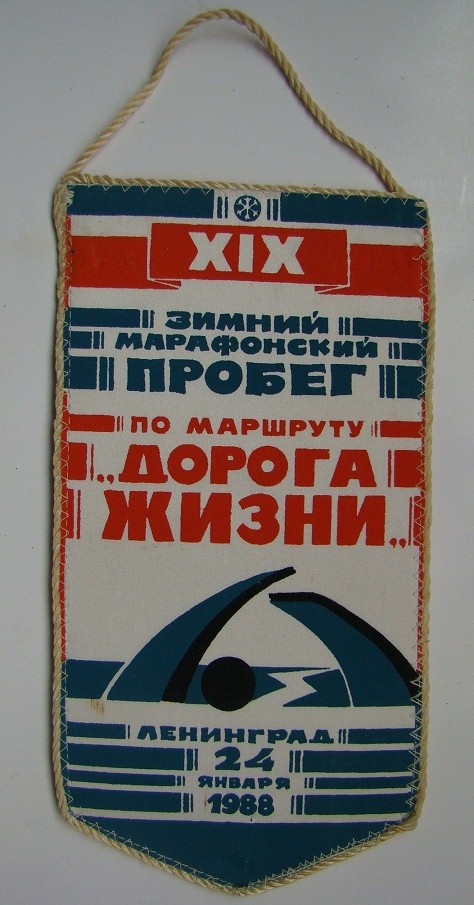 XIX
ЗИМНИЙ
МАРАФОНСКИЙ
ПРОБЕГ
ПО МАРШРУТУ
„ДОРОГА
ЖИЗНИ„
ЛЕНИНГРАД
24
ЯНВАРЯ
1988